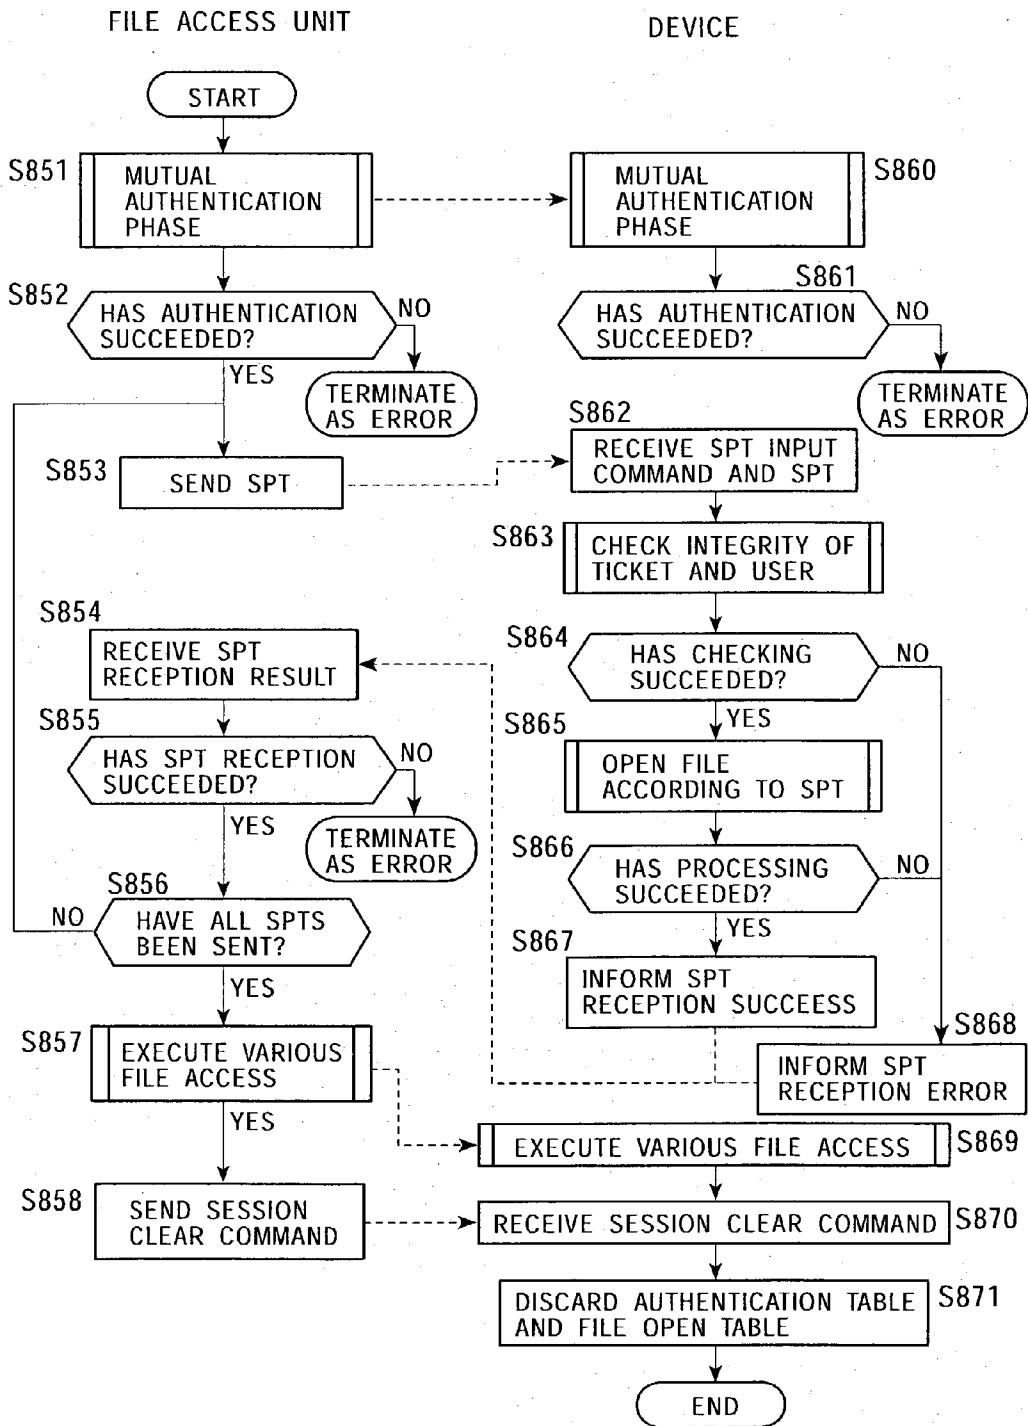 FILE ACCESS UNIT
DEVICE
START
S851
MUTUAL
AUTHENTICATION
PHASE
S860
MUTUAL
AUTHENTICATION
PHASE
S852
HAS AUTHENTICATION
SUCCEEDED?
NO
YES
TERMINATE
AS ERROR
S861
HAS AUTHENTICATION
SUCCEEDED?
NO
TERMINATE
AS ERROR
S853
SEND SPT
S862
RECEIVE SPT INPUT
COMMAND AND SPT
S863
CHECK INTEGRITY OF
TICKET AND USER
S854
RECEIVE SPT
RECEPTION RESULT
S864
HAS CHECKING
SUCCEEDED?
NO
YES
S855
HAS SPT RECEPTION
SUCCEEDED?
NO
YES
TERMINATE
AS ERROR
S865
OPEN FILE
ACCORDING TO SPT
S866
HAS PROCESSING
SUCCEEDED?
NO
YES
S856
HAVE ALL SPTS
BEEN SENT?
NO
YES
S867
INFORM SPT
RECEPTION SUCCEESS
S868
INFORM SPT
RECEPTION ERROR
S857
EXECUTE VARIOUS
FILE ACCESS
YES
EXECUTE VARIOUS FILE ACCESS
S869
S858
SEND SESSION
CLEAR COMMAND
RECEIVE SESSION CLEAR COMMAND
S870
DISCARD AUTHENTICATION TABLE
AND FILE OPEN TABLE
S871
END